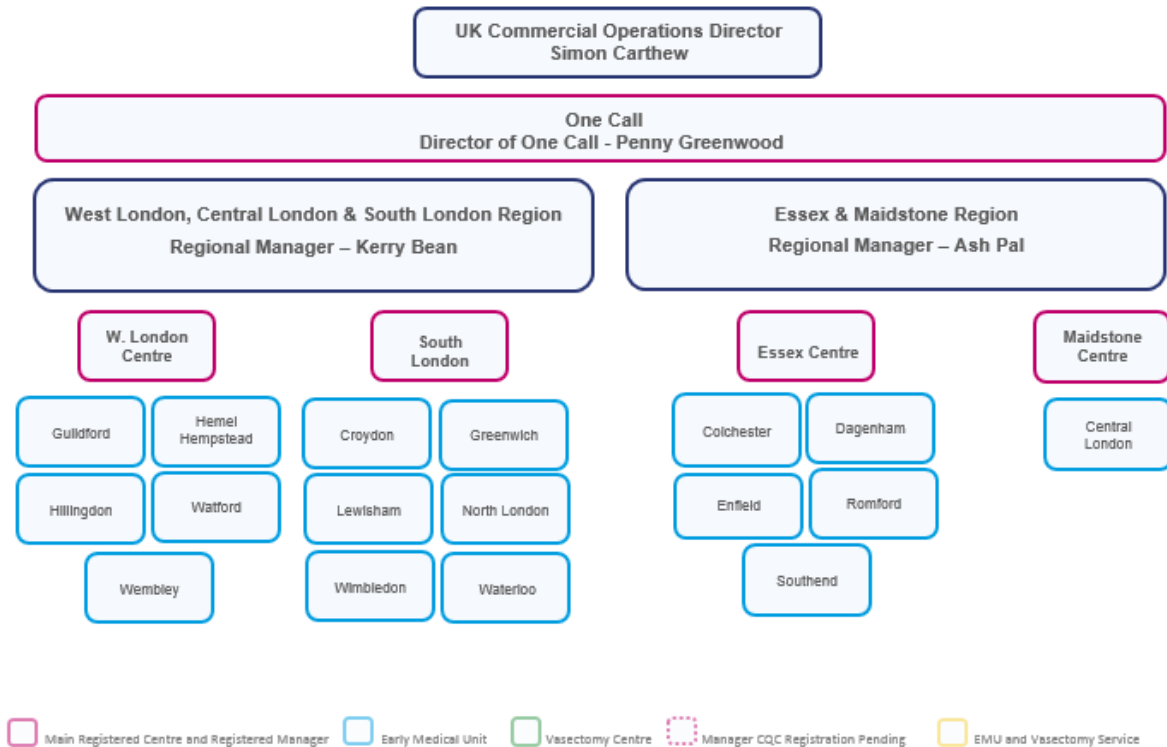 UK Commercial Operations Director
Simon Carthew
One Call
Director of One Call - Penny Greenwood
West London, Central London & South London Region
Regional Manager – Kerry Bean
Essex & Maidstone Region
Regional Manager – Ash Pal
W. London
Centre
South
London
Essex Centre
Maidstone
Centre
Guildford
Hemel
Hempstead
Croydon
Greenwich
Colchester
Dagenham
Central
London
Hillingdon
Watford
Lewisham
North London
Enfield
Romford
Wembley
Wimbledon
Waterloo
Southend
Main Registered Centre and Registered Manager
Early Medical Unit
Vasectomy Centre
Manager CQC Registration Pending
EMU and Vasectomy Service